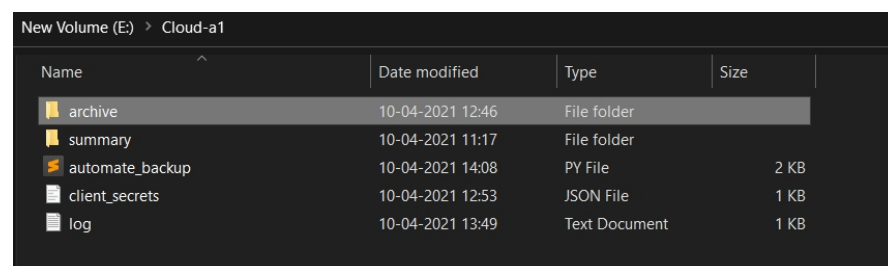 New Volume (E:) > Cloud-a1
Name Date modified Type Size
archive 10-04-2021 12:46 File folder
summary 10-04-2021 11:17 File folder
automate_backup 10-04-2021 14:08 PY File 2 KB
client_secrets 10-04-2021 12:53 JSON File 1 KB
log 10-04-2021 13:49 Text Document 1 KB